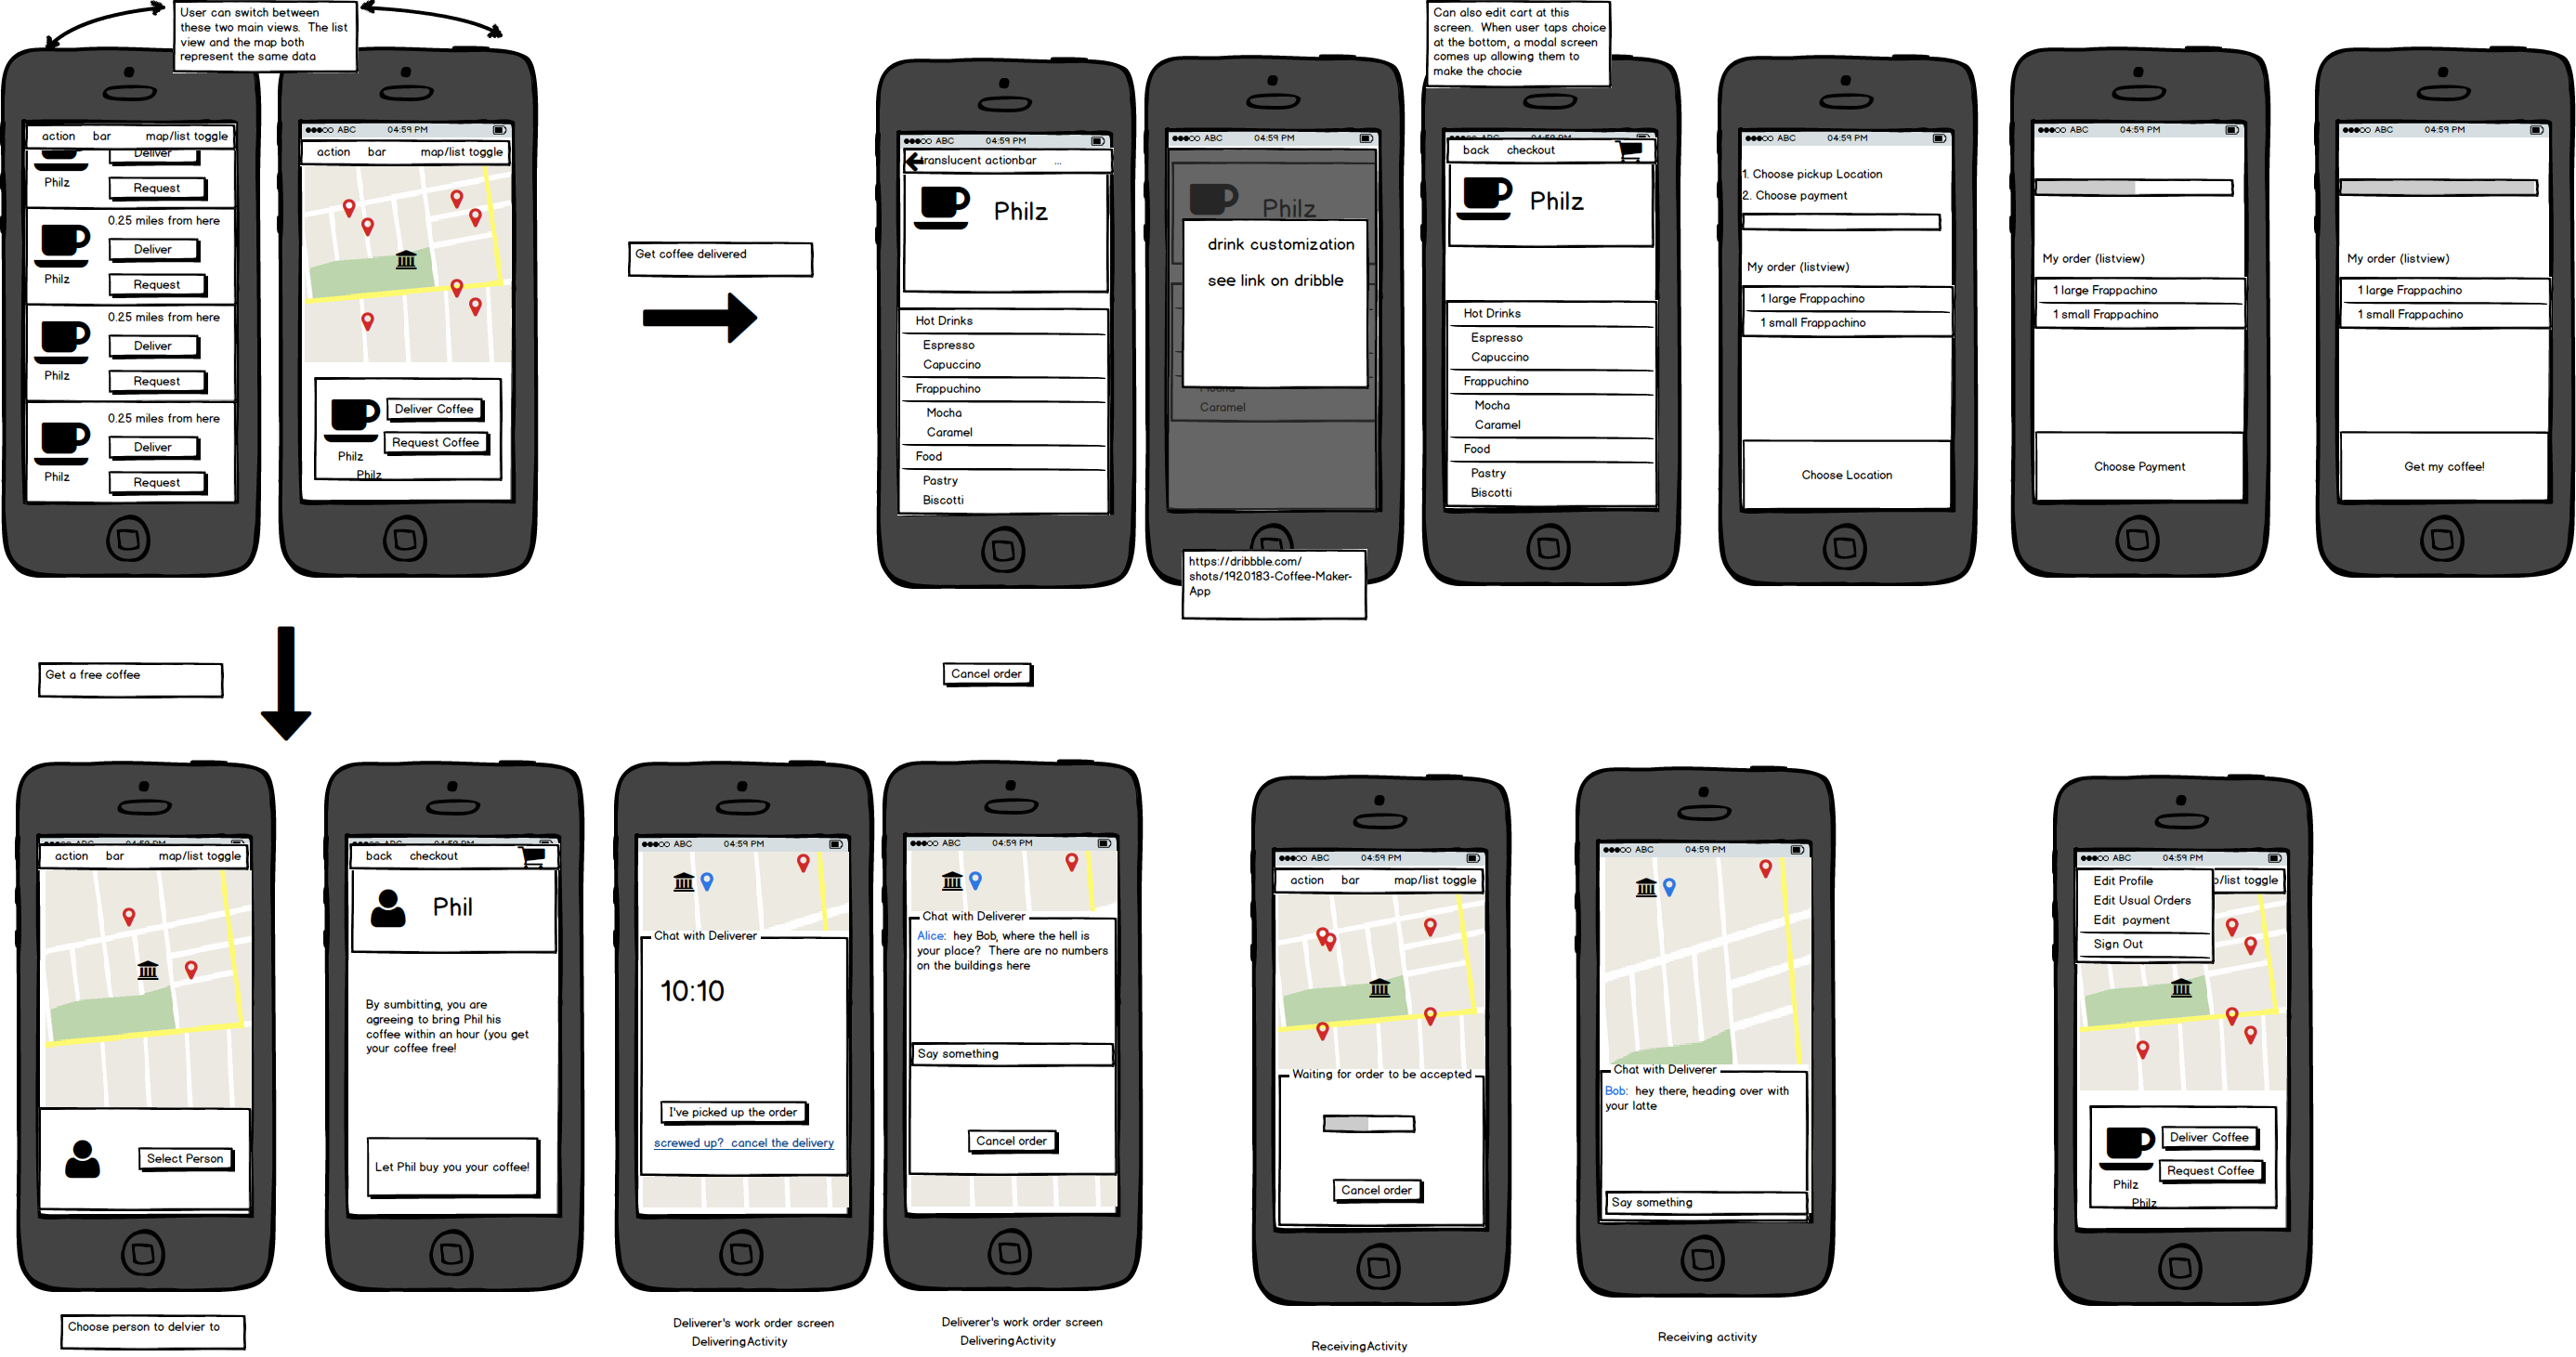 User can switch between
these two main views. The list
view and the map both
represent the same data
action bar map/list toggle
Deliver
Philz
Request
0.25 miles from here
Deliver
Philz
Request
0.25 miles from here
Deliver
Philz
Request
0.25 miles from here
Deliver
Philz
Request
ABC 04:59 PM
action bar map/list toggle
Deliver Coffee
Request Coffee
Philz
Philz
Get coffee delivered
ABC 04:59 PM
translucent actionbar ...
Philz
Hot Drinks
Espresso
Capuccino
Frappuchino
Mocha
Caramel
Food
Pastry
Biscotti
ABC 04:59 PM
Philz
drink customization
see link on dribble
Mocha
Caramel
https://dribbble.com/
shots/1920183-Coffee-Maker-
App
Can also edit cart at this
screen. When user taps choice
at the bottom, a modal screen
comes up allowing them to
make the chocie
ABC 04:59 PM
back checkout
Philz
Hot Drinks
Espresso
Capuccino
Frappuchino
Mocha
Caramel
Food
Pastry
Biscotti
ABC 04:59 PM
1. Choose pickup Location
2. Choose payment
My order (listview)
1 large Frappachino
1 small Frappachino
Choose Location
ABC 04:59 PM
My order (listview)
1 large Frappachino
1 small Frappachino
Choose Payment
ABC 04:59 PM
My order (listview)
1 large Frappachino
1 small Frappachino
Get my coffee!
Get a free coffee
Cancel order
ABC 04:59 PM
action bar map/list toggle
Select Person
Choose person to delvier to
ABC 04:59 PM
back checkout
Phil
By sumbitting, you are
agreeing to bring Phil his
coffee within an hour (you get
your coffee free!
Let Phil buy you your coffee!
ABC 04:59 PM
Chat with Deliverer
10:10
I've picked up the order
screwed up? cancel the delivery
Deliverer's work order screen
DeliveringActivity
ABC 04:59 PM
Chat with Deliverer
Alice: hey Bob, where the hell is
your place? There are no numbers
on the buildings here
Say something
Cancel order
Deliverer's work order screen
DeliveringActivity
ABC 04:59 PM
action bar map/list toggle
Waiting for order to be accepted
Cancel order
ReceivingActivity
ABC 04:59 PM
Chat with Deliverer
Bob: hey there, heading over with
your latte
Say something
Receiving activity
ABC 04:59 PM
p/list toggle
Edit Profile
Edit Usual Orders
Edit payment
Sign Out
Deliver Coffee
Request Coffee
Philz
Philz